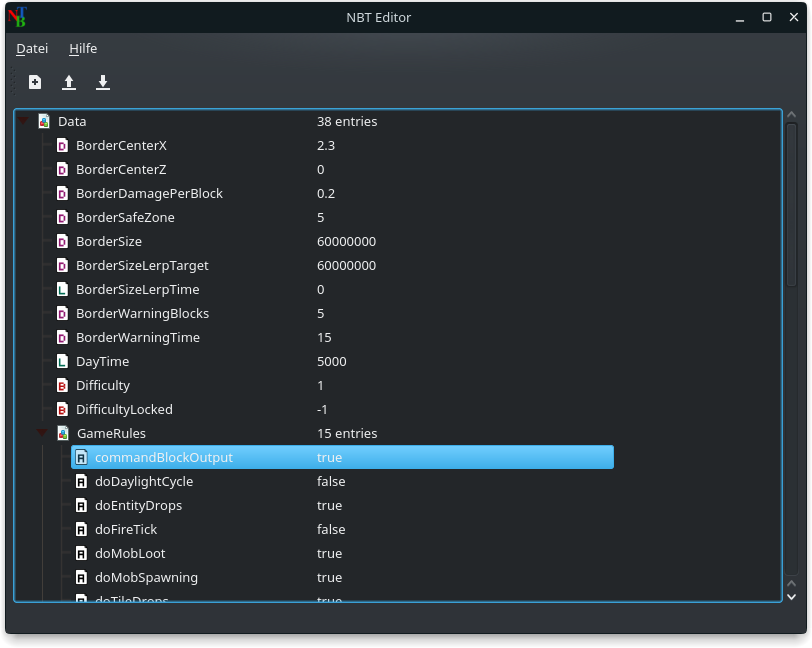 NBT Editor
Datei Hilfe
Data 38 entries
D BorderCenterX 2.3
D BorderCenterZ 0
D BorderDamagePerBlock 0.2
D BorderSafeZone 5
D BorderSize 60000000
D BorderSizeLerpTarget 60000000
L BorderSizeLerpTime 0
D BorderWarningBlocks 5
D BorderWarningTime 15
L DayTime 5000
B Difficulty 1
B DifficultyLocked -1
GameRules 15 entries
A commandBlockOutput true
A doDaylightCycle false
A doEntityDrops true
A doFireTick false
A doMobLoot true
A doMobSpawning true
A doTileDrops true